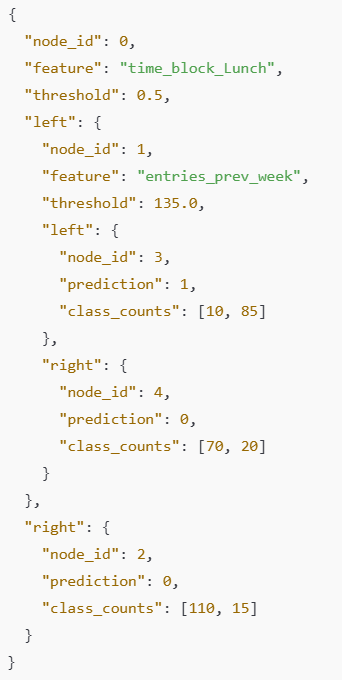 {
  "node_id": 0,
  "feature": "time_block_Lunch",
  "threshold": 0.5,
  "left": {
    "node_id": 1,
    "feature": "entries_prev_week",
    "threshold": 135.0,
    "left": {
      "node_id": 3,
      "prediction": 1,
      "class_counts": [10, 85]
    },
    "right": {
      "node_id": 4,
      "prediction": 0,
      "class_counts": [70, 20]
    }
  },
  "right": {
    "node_id": 2,
    "prediction": 0,
    "class_counts": [110, 15]
  }
}